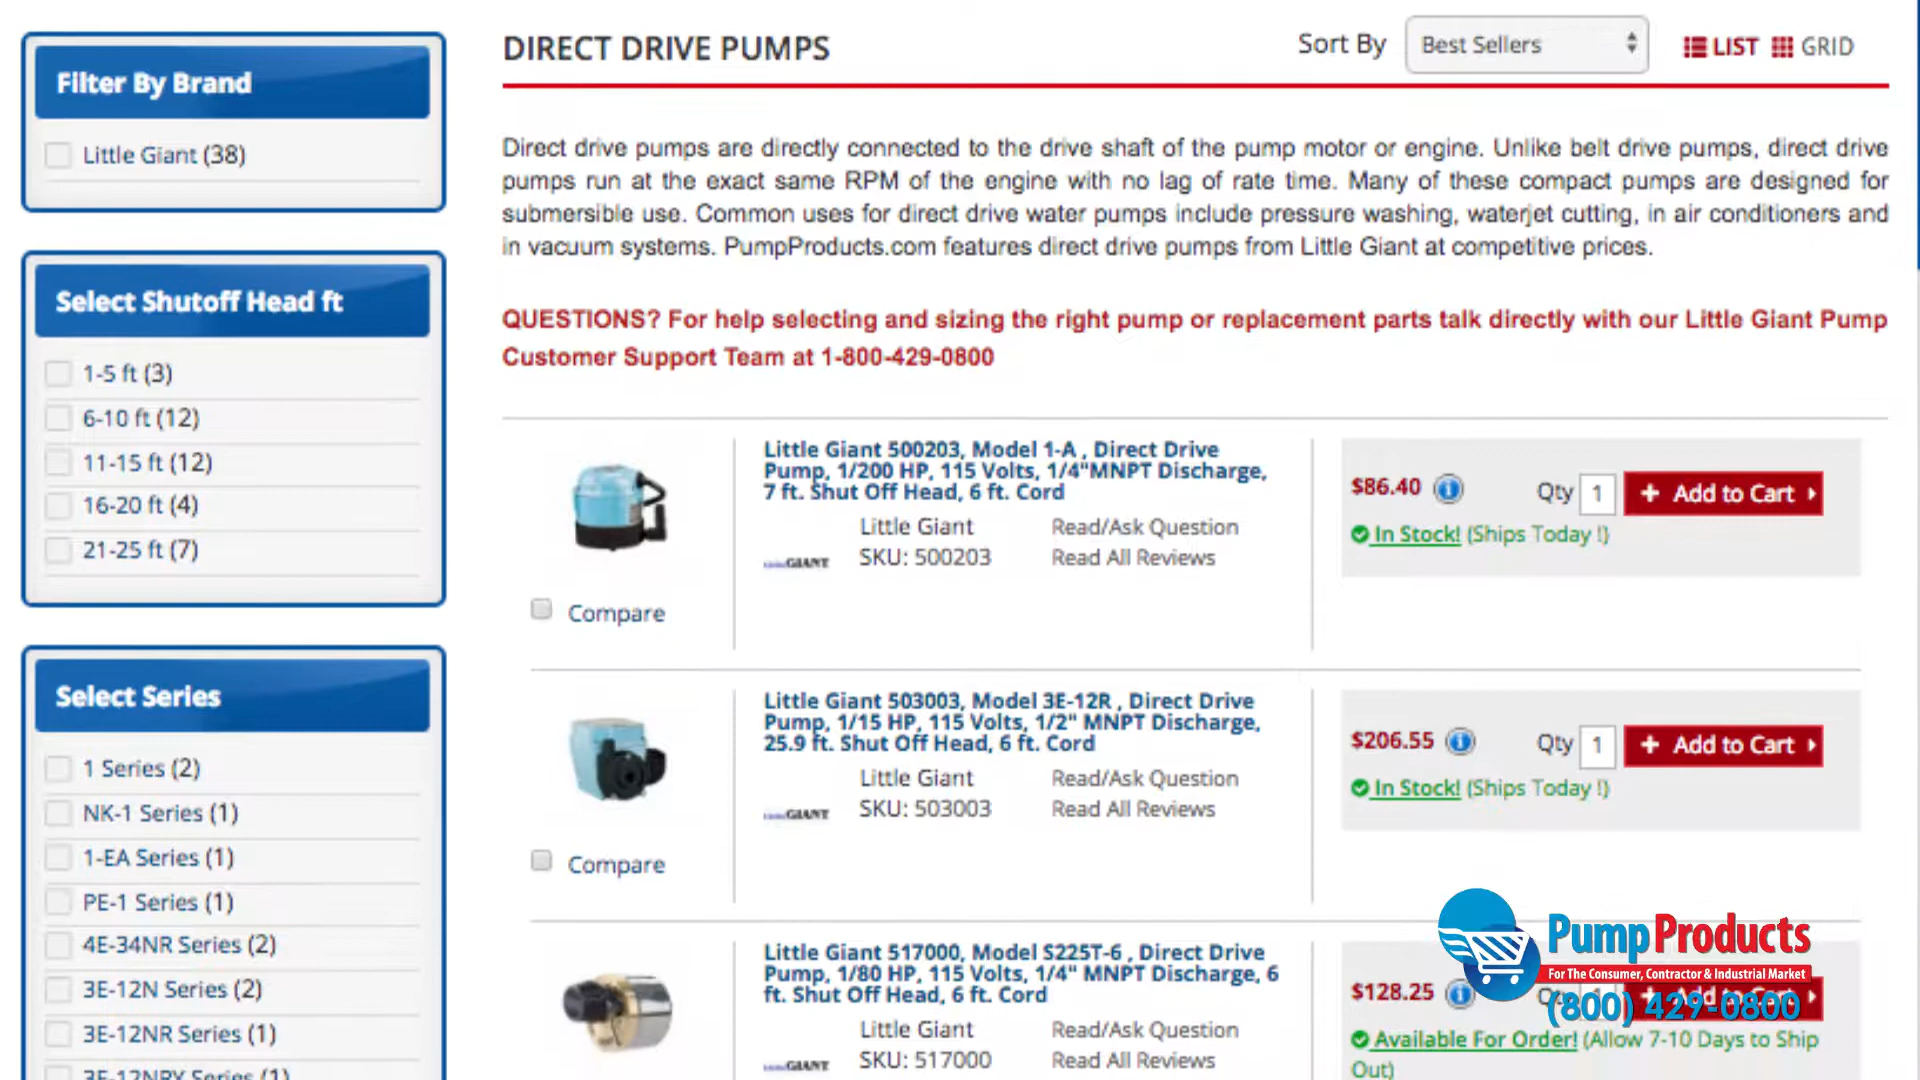 Filter By Brand
Little Giant (38)
Select Shutoff Head ft
1-5 ft (3)
6-10 ft (12)
11-15 ft (12)
16-20 ft (4)
21-25 ft (7)
Select Series
1 Series (2)
NK-1 Series (1)
1-EA Series (1)
PE-1 Series (1)
4E-34NR Series (2)
3E-12N Series (2)
3E-12NR Series (1)
3E-12NRY Series (1)
DIRECT DRIVE PUMPS
Sort By Best Sellers LIST GRID
Direct drive pumps are directly connected to the drive shaft of the pump motor or engine. Unlike belt drive pumps, direct drive
pumps run at the exact same RPM of the engine with no lag of rate time. Many of these compact pumps are designed for
submersible use. Common uses for direct drive water pumps include pressure washing, waterjet cutting, in air conditioners and
in vacuum systems. PumpProducts.com features direct drive pumps from Little Giant at competitive prices.
QUESTIONS? For help selecting and sizing the right pump or replacement parts talk directly with our Little Giant Pump
Customer Support Team at 1-800-429-0800
Little Giant 500203, Model 1-A , Direct Drive
Pump, 1/200 HP, 115 Volts, 1/4"MNPT Discharge,
7 ft. Shut Off Head, 6 ft. Cord
Little Giant Read/Ask Question
GIANT SKU: 500203 Read All Reviews
Compare
$86.40 Qty 1 + Add to Cart
In Stock! (Ships Today !)
Little Giant 503003, Model 3E-12R , Direct Drive
Pump, 1/15 HP, 115 Volts, 1/2" MNPT Discharge,
25.9 ft. Shut Off Head, 6 ft. Cord
Little Giant Read/Ask Question
GIANT SKU: 503003 Read All Reviews
Compare
$206.55 Qty 1 + Add to Cart
In Stock! (Ships Today !)
Little Giant 517000, Model S225T-6 , Direct Drive
Pump, 1/80 HP, 115 Volts, 1/4" MNPT Discharge, 6
ft. Shut Off Head, 6 ft. Cord
Little Giant Read/Ask Question
GIANT SKU: 517000 Read All Reviews
$128.25 Qty 1 + Add to Cart
Available For Order! (Allow 7-10 Days to Ship
Out)
PumpProducts
For The Consumer, Contractor & Industrial Market
(800) 429-0800